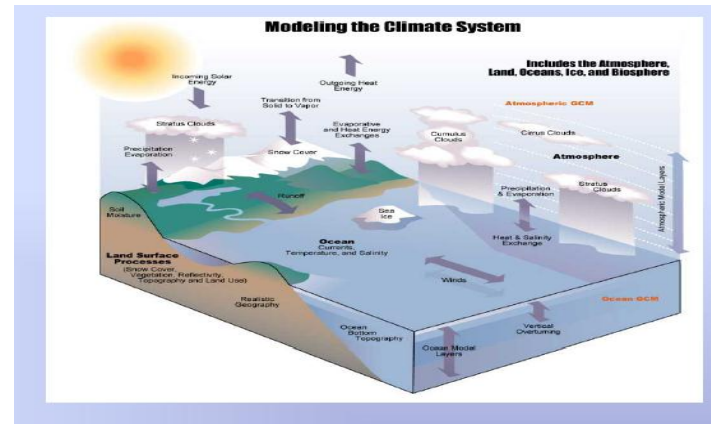 Modeling the Climate System
Includes the Atmosphere,
Land, Oceans, Ice, and Biosphere
Incoming Solar
Energy
Outgoing Heat
Energy
Transition from
Solid to Vapor
Atmospheric GCM
Stratus Clouds
Evaporative
and Heat Energy
Exchanges
Cumulus
Clouds
Cirrus Clouds
Precipitation
Evaporation
Snow Cover
Atmosphere
Atmospheric Model Layers
Precipitation
& Evaporation
Stratus
Clouds
Runoff
Soil
Moisture
Sea
Ice
Heat & Salinity
Exchange
Ocean
Currents,
Temperature, and Salinity
Land Surface
Processes
(Snow Cover,
Vegetation, Reflectivity,
Topography and Land Use)
Winds
Realistic
Geography
Ocean GCM
Ocean
Bottom
Topography
Vertical
Overturning
Ocean Model
Layers